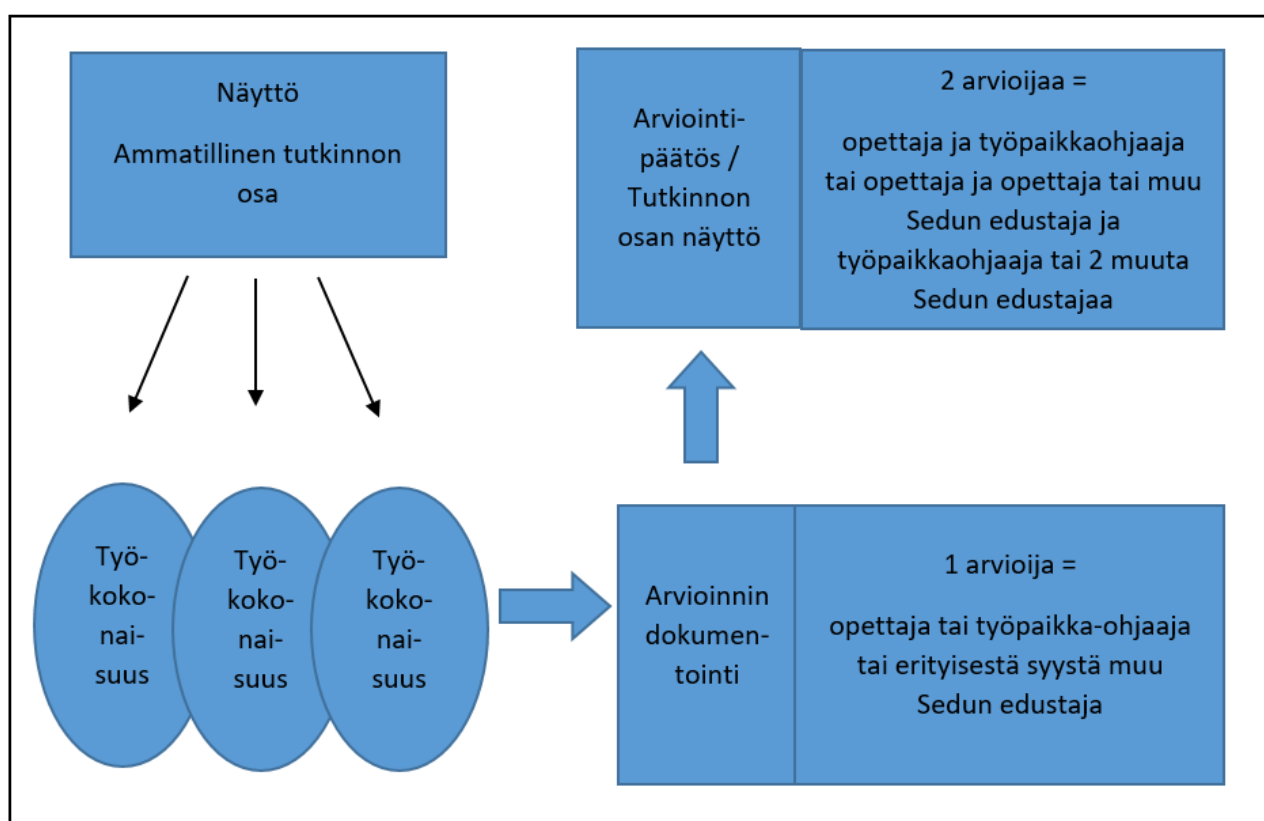 Näyttö
Ammatillinen tutkinnon
osa
Arviointi-
päätös /
Tutkinnon
osan näyttö
2 arvioijaa =
opettaja ja työpaikkaohjaaja
tai opettaja ja opettaja tai muu
Sedun edustaja ja
työpaikkaohjaaja tai 2 muuta
Sedun edustajaa
Työ-
koko-
nai-
suus
Työ-
koko-
nai-
suus
Työ-
koko-
nai-
suus
Arvioinnin
dokumen-
tointi
1 arvioija =
opettaja tai työpaikka-ohjaaja
tai erityisestä syystä muu
Sedun edustaja